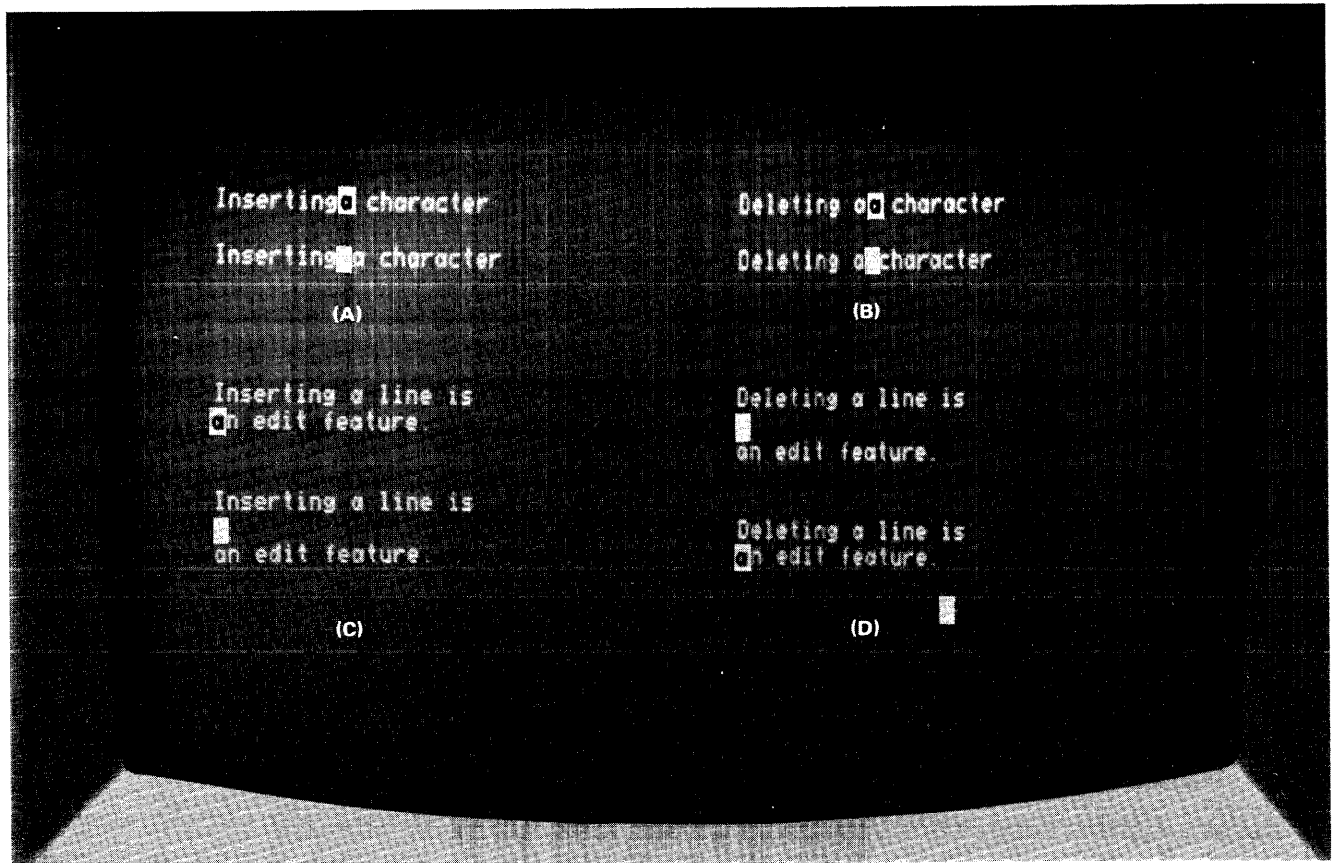 Inserting a character
Inserting a character
(A)
Deleting aa character
Deleting a character
(B)
Inserting a line is
an edit feature.
Inserting a line is
an edit feature.
(C)
Deleting a line is
an edit feature.
Deleting a line is
an edit feature.
(D)